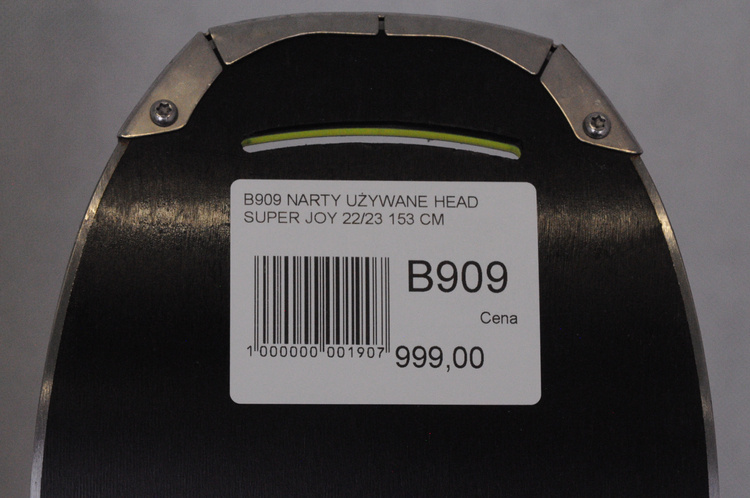 B909 NARTY UŻYWANE HEAD
SUPER JOY 22/23 153 CM
B909
Cena
1 000000 001907
999,00